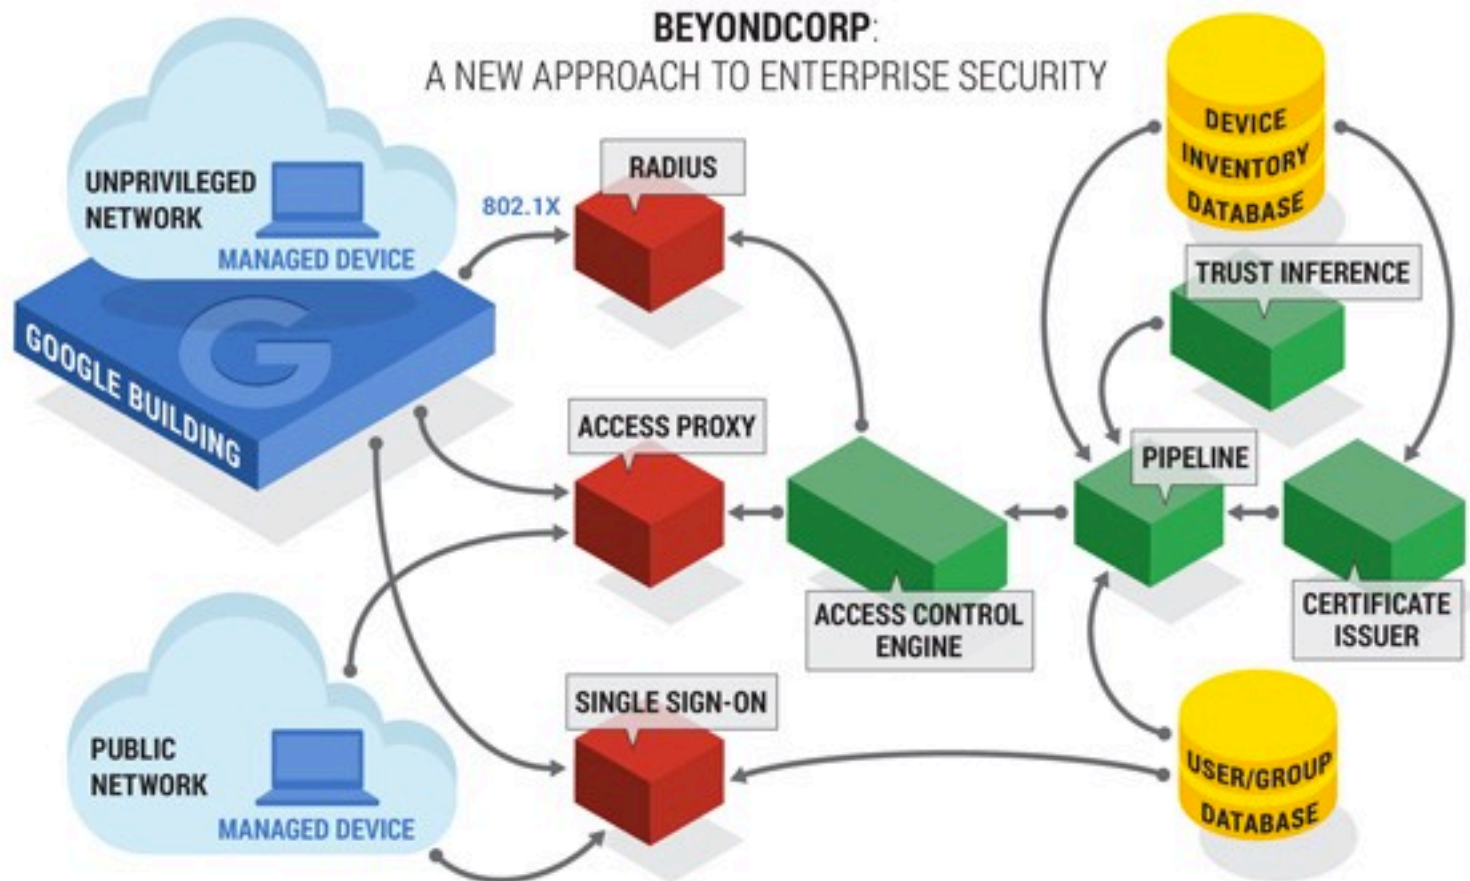 BEYONDCORP:
A NEW APPROACH TO ENTERPRISE SECURITY
UNPRIVILEGED
NETWORK
MANAGED DEVICE
GOOGLE BUILDING
G
802.1X
RADIUS
ACCESS PROXY
SINGLE SIGN-ON
ACCESS CONTROL
ENGINE
PIPELINE
DEVICE
INVENTORY
DATABASE
TRUST INFERENCE
CERTIFICATE
ISSUER
PUBLIC
NETWORK
MANAGED DEVICE
USER/GROUP
DATABASE